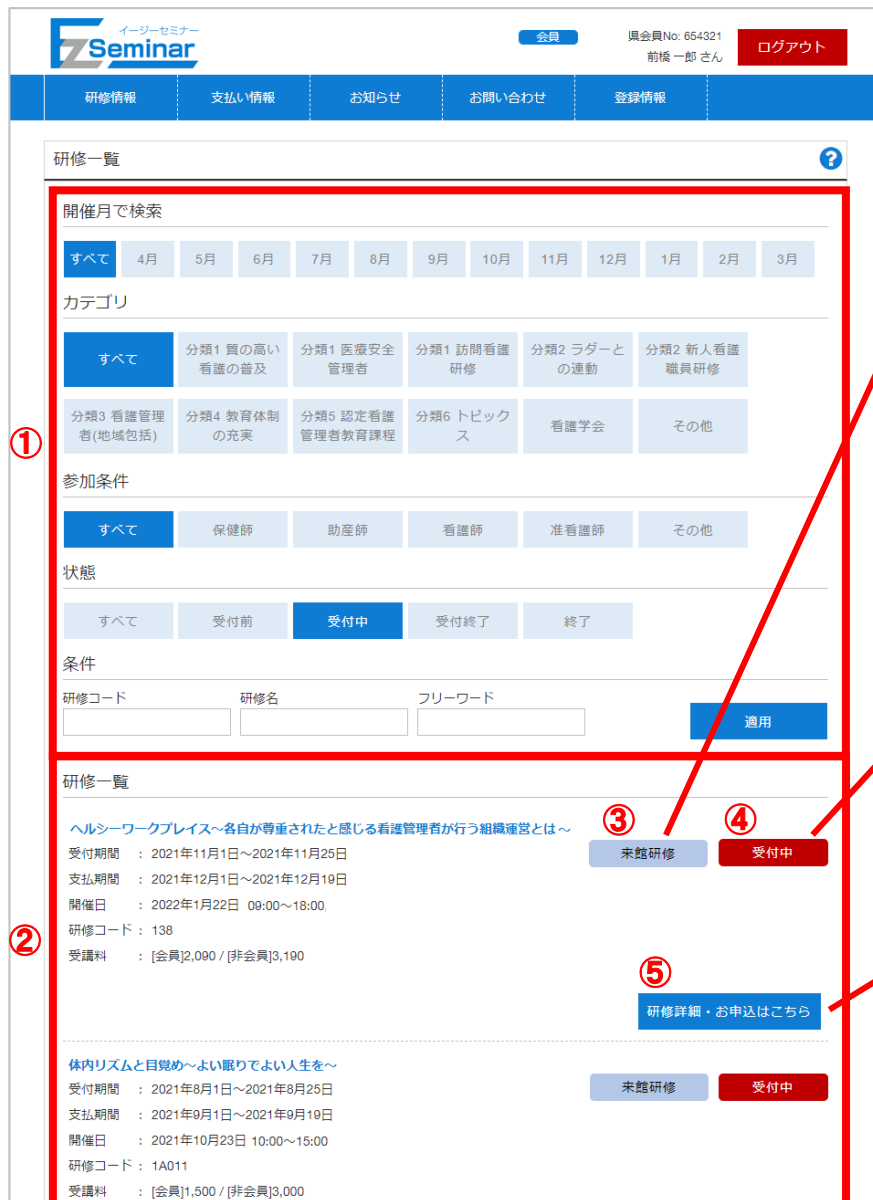 イージーセミナー
EZ Seminar
会員
県会員No: 654321
前橋 一郎 さん
ログアウト
研修情報
支払い情報
お知らせ
お問い合わせ
登録情報
研修一覧
?
開催月で検索
すべて 4月 5月 6月 7月 8月 9月 10月 11月 12月 1月 2月 3月
カテゴリ
すべて
分類1 質の高い
看護の普及
分類1 医療安全
管理者
分類1 訪問看護
研修
分類2 ラダーと
の連動
分類2 新人看護
職員研修
分類3 看護管理
者(地域包括)
分類4 教育体制
の充実
分類5 認定看護
管理者教育課程
分類6 トピック
ス
看護学会
その他
①
参加条件
すべて 保健師 助産師 看護師 准看護師 その他
状態
すべて 受付前 受付中 受付終了 終了
条件
研修コード
研修名
フリーワード
適用
研修一覧
ヘルシーワークプレイス～各自が尊重されたと感じる看護管理者が行う組織運営とは～
③
④
来館研修
受付中
受付期間 : 2021年11月1日～2021年11月25日
支払期間 : 2021年12月1日～2021年12月19日
開催日 : 2022年1月22日 09:00～18:00
研修コード : 138
受講料 : [会員]2,090 / [非会員]3,190
②
⑤
研修詳細・お申込はこちら
体内リズムと目覚め～よい眠りでよい人生を～
来館研修
受付中
受付期間 : 2021年8月1日～2021年8月25日
支払期間 : 2021年9月1日～2021年9月19日
開催日 : 2021年10月23日 10:00～15:00
研修コード : 1A011
受講料 : [会員]1,500 / [非会員]3,000